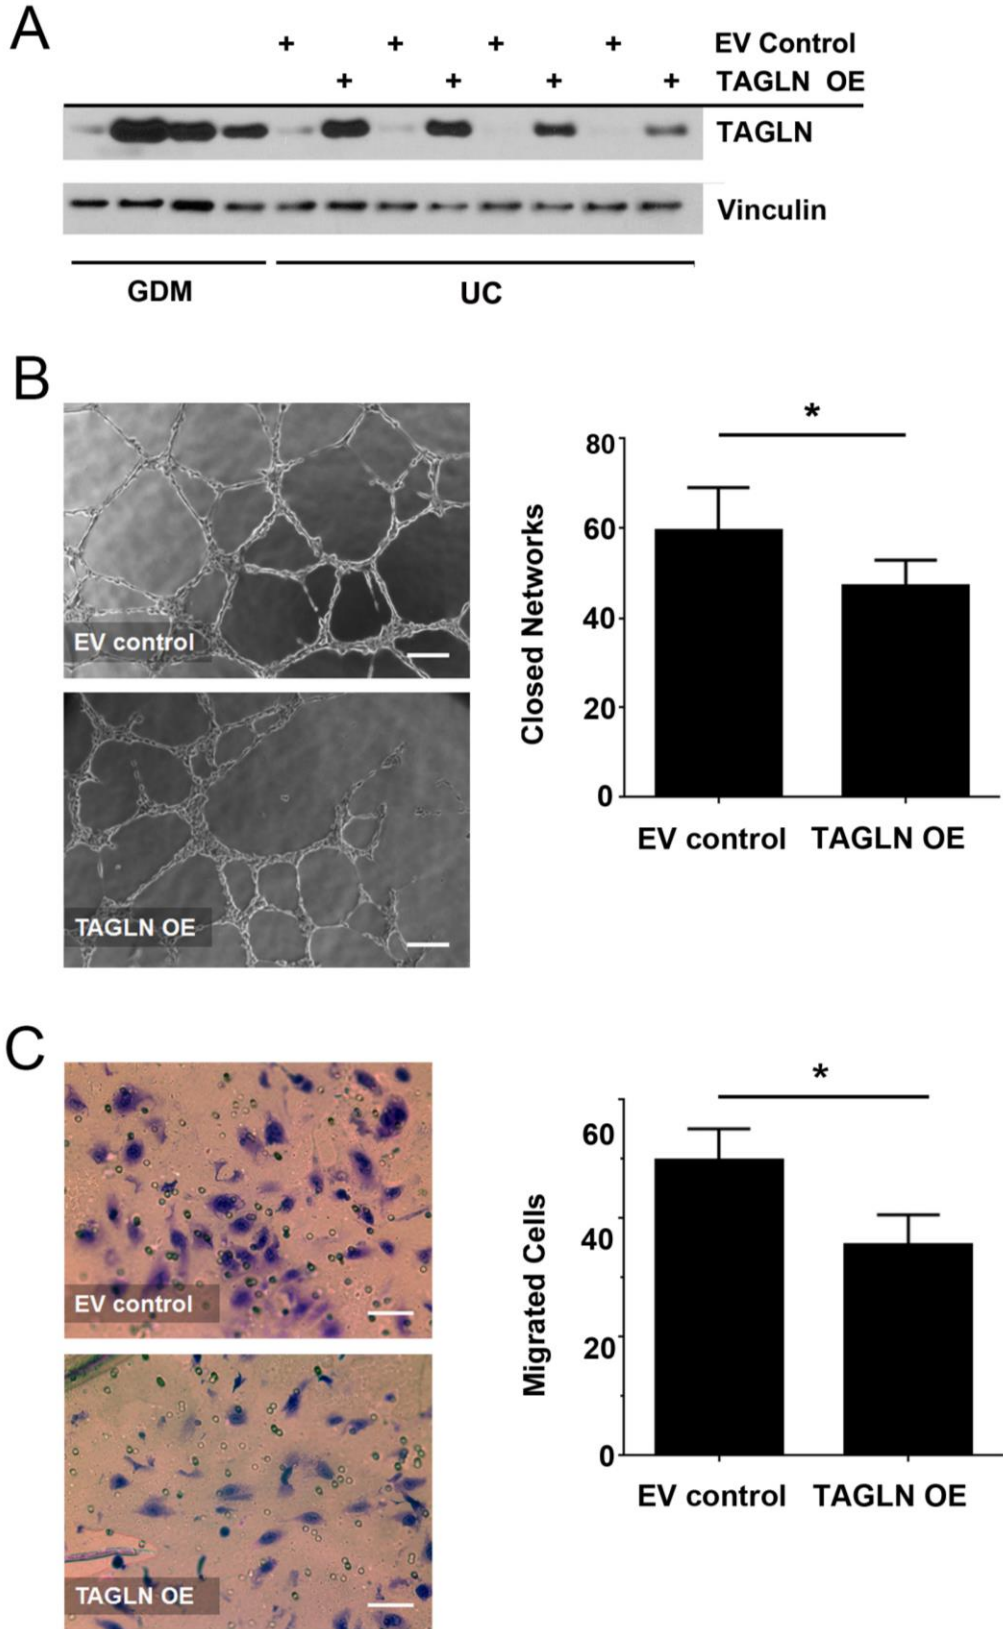 A
+ + + + EV Control
+ + + + TAGLN OE
TAGLN
Vinculin
GDM UC
B
EV control
TAGLN OE
*
80
60
40
20
0
Closed Networks
EV control TAGLN OE
C
EV control
TAGLN OE
*
60
40
20
0
Migrated Cells
EV control TAGLN OE